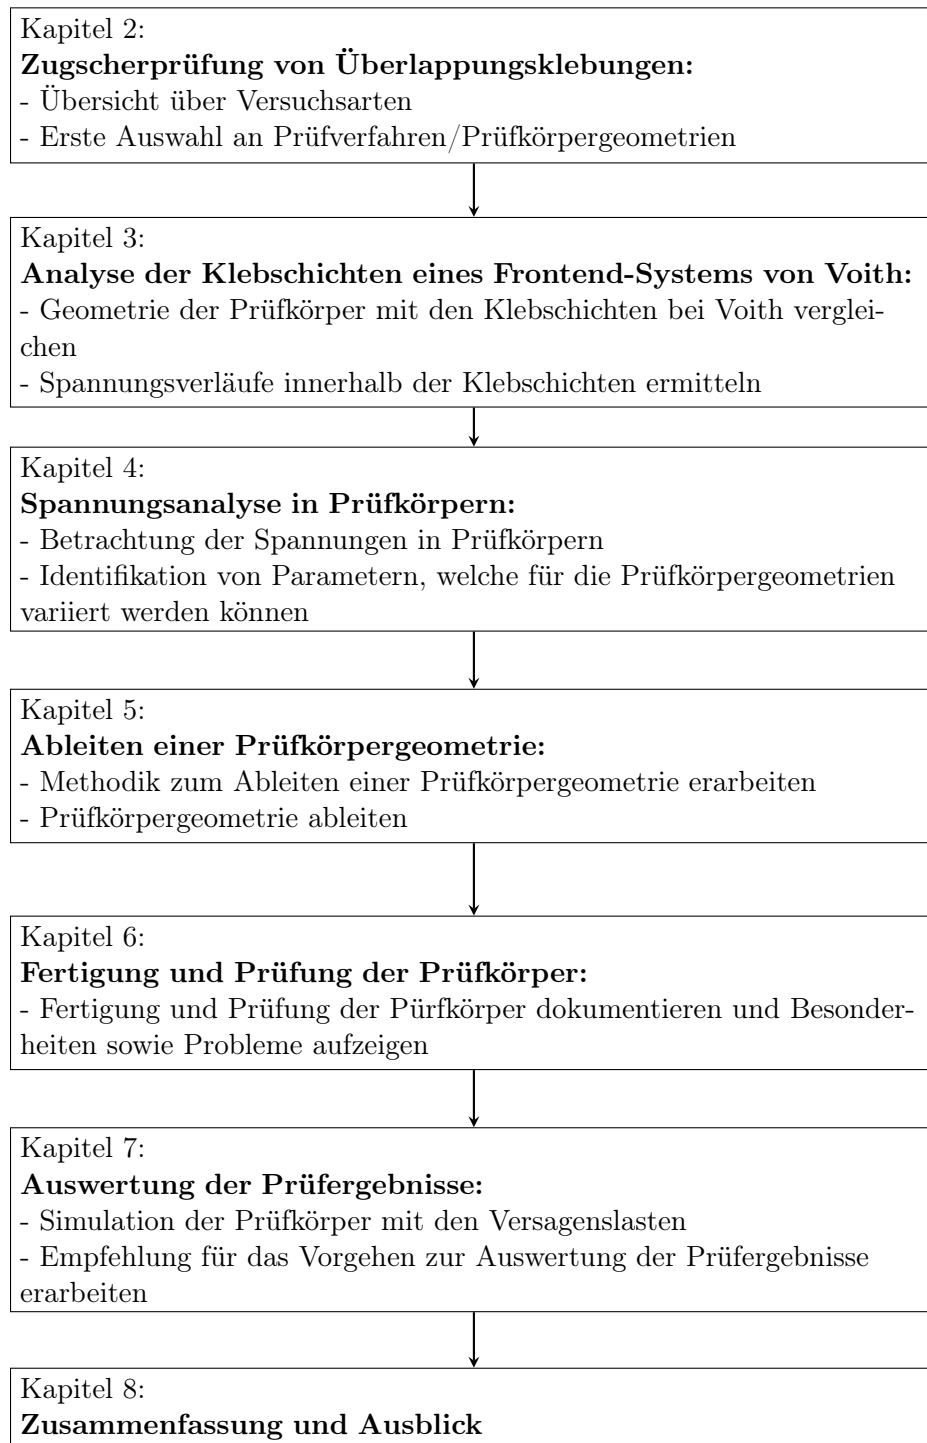 Kapitel 2:
Zugscherprüfung von Überlappungsklebungen:
- Übersicht über Versuchsarten
- Erste Auswahl an Prüfverfahren/Prüfkörpergeometrien
Kapitel 3:
Analyse der Klebschichten eines Frontend-Systems von Voith:
- Geometrie der Prüfkörper mit den Klebschichten bei Voith verglei-
chen
- Spannungsverläufe innerhalb der Klebschichten ermitteln
Kapitel 4:
Spannungsanalyse in Prüfkörpern:
- Betrachtung der Spannungen in Prüfkörpern
- Identifikation von Parametern, welche für die Prüfkörpergeometrien
variiert werden können
Kapitel 5:
Ableiten einer Prüfkörpergeometrie:
- Methodik zum Ableiten einer Prüfkörpergeometrie erarbeiten
- Prüfkörpergeometrie ableiten
Kapitel 6:
Fertigung und Prüfung der Prüfkörper:
- Fertigung und Prüfung der Pürfkörper dokumentieren und Besonder-
heiten sowie Probleme aufzeigen
Kapitel 7:
Auswertung der Prüfergebnisse:
- Simulation der Prüfkörper mit den Versagenslasten
- Empfehlung für das Vorgehen zur Auswertung der Prüfergebnisse
erarbeiten
Kapitel 8:
Zusammenfassung und Ausblick